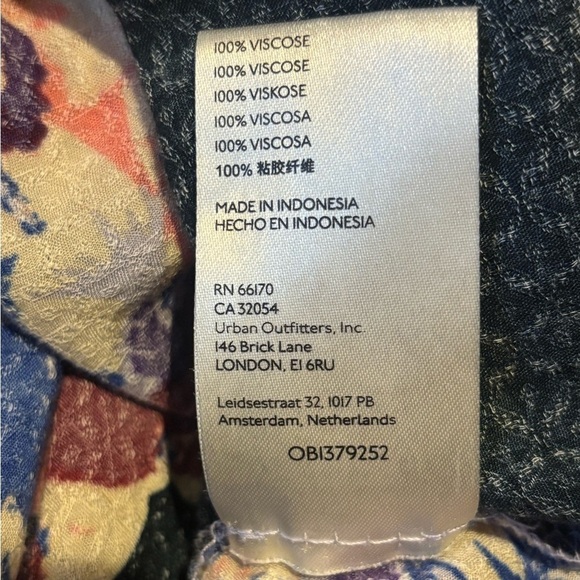 100% VISCOSE
100% VISCOSE
100% VISKOSE
100% VISCOSA
100% VISCOSA
100% 粘胶纤维
MADE IN INDONESIA
HECHO EN INDONESIA
RN 66170
CA 32054
Urban Outfitters, Inc.
146 Brick Lane
LONDON, E1 6RU
Leidsestraat 32, 1017 PB
Amsterdam, Netherlands
OB1379252